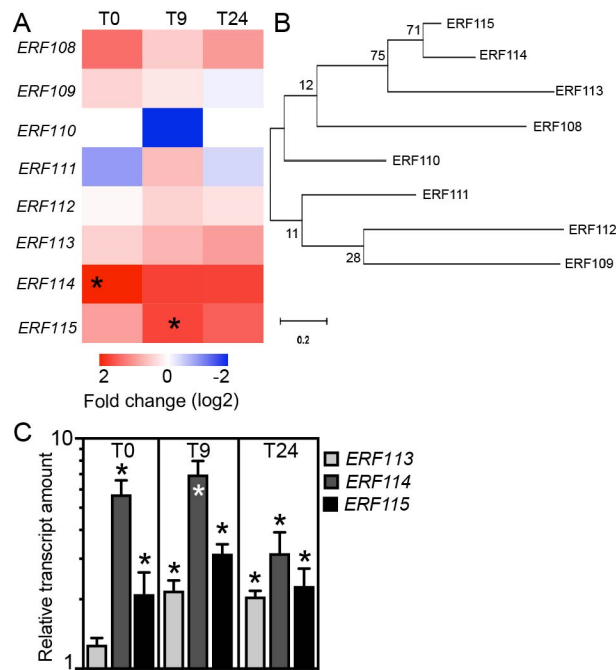 A
T0 T9 T24
ERF108
ERF109
ERF110
ERF111
ERF112
ERF113
ERF114 *
ERF115 *
2 0 -2
Fold change (log2)
B
71 ERF115
ERF114
75
ERF113
12
ERF108
ERF110
ERF111
11
ERF112
28
ERF109
0.2
C
10
1
Relative transcript amount
T0 T9 T24
* * * * * * * *
ERF113
ERF114
ERF115